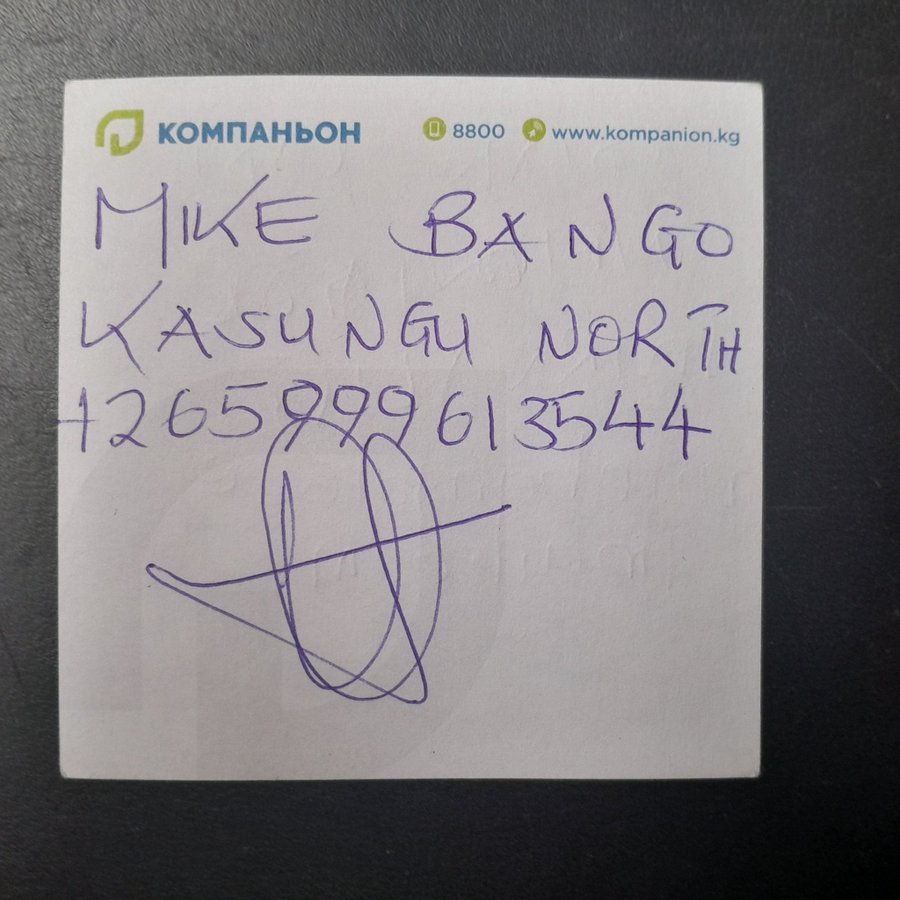 КОМПАНЬОН 8800 www.kompanion.kg
MIKE BANGO
KASUNGU NORTH
+265999613544